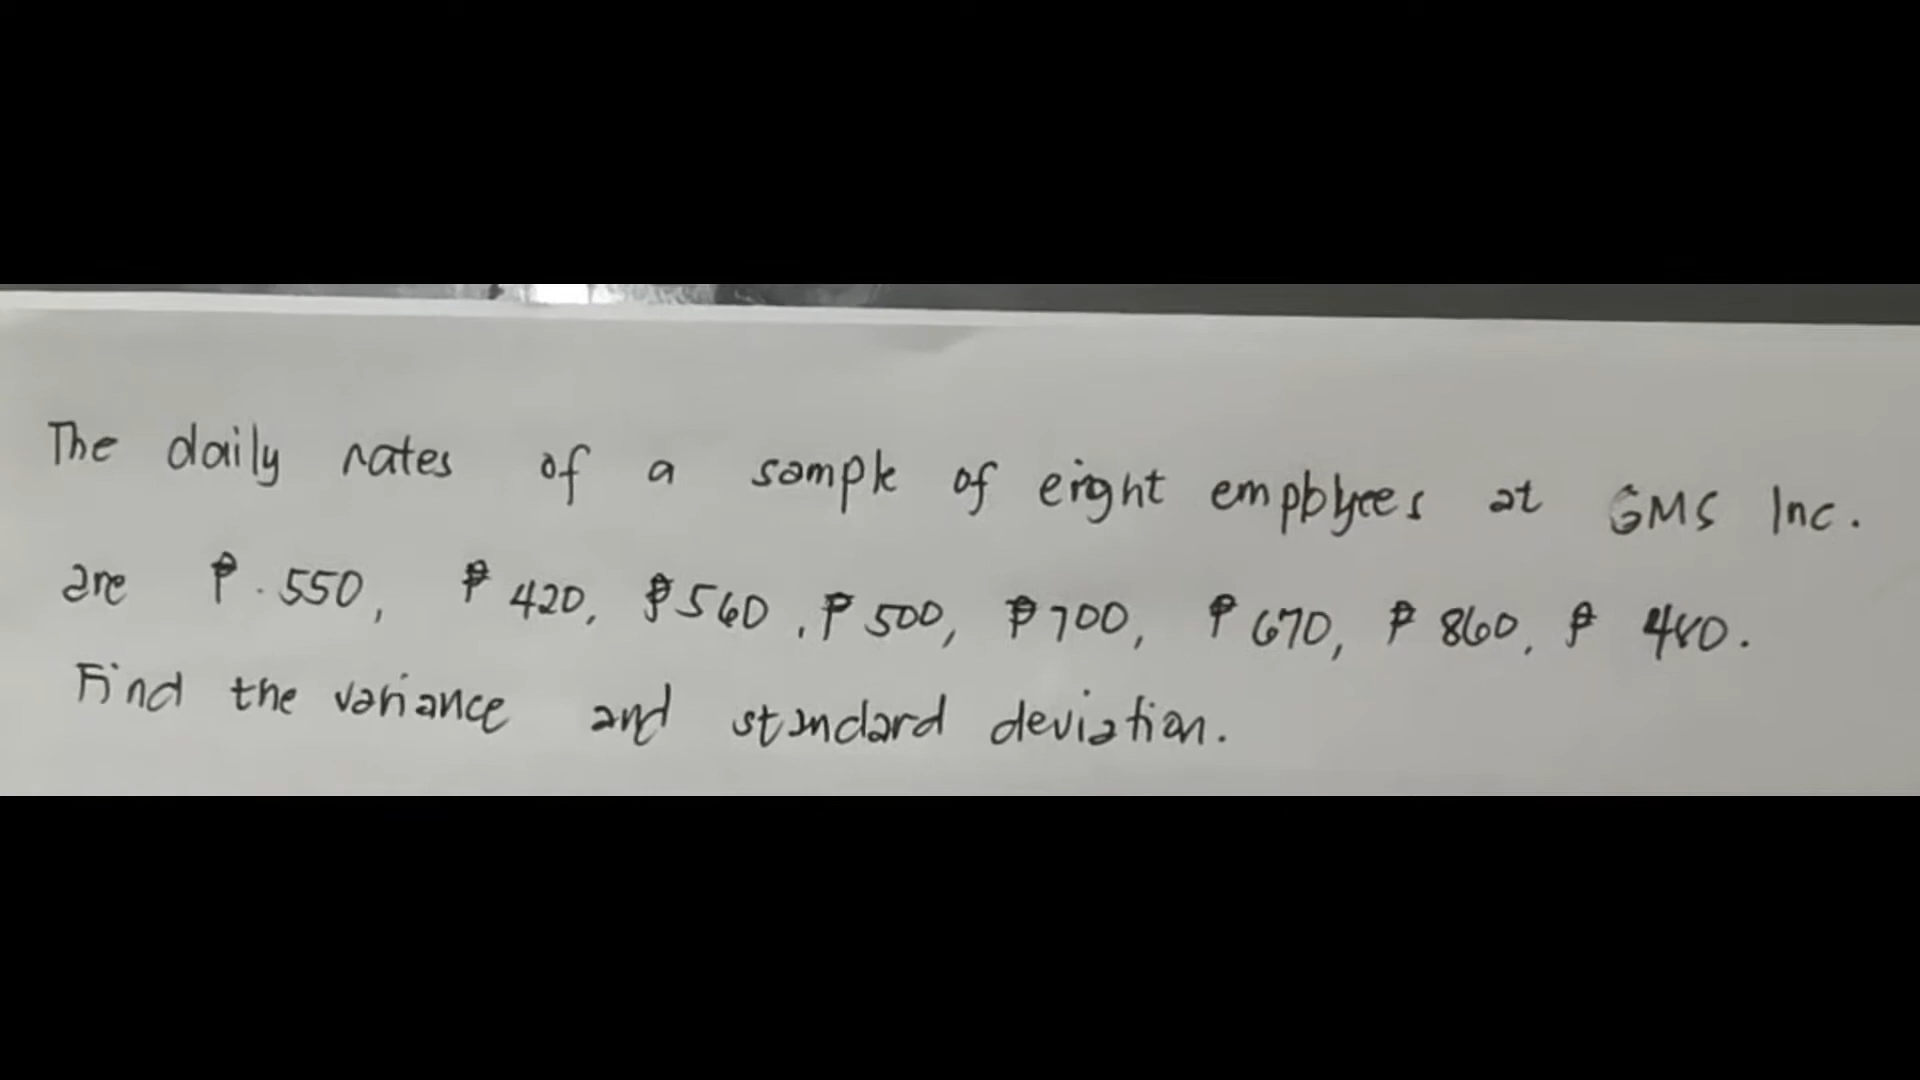 The daily rates of a sample of eight employees at GMS Inc.
are ₱. 550, ₱ 420, ₱560, ₱ 500, ₱700, ₱ 670, ₱ 860, ₱ 480.
Find the variance and standard deviation.